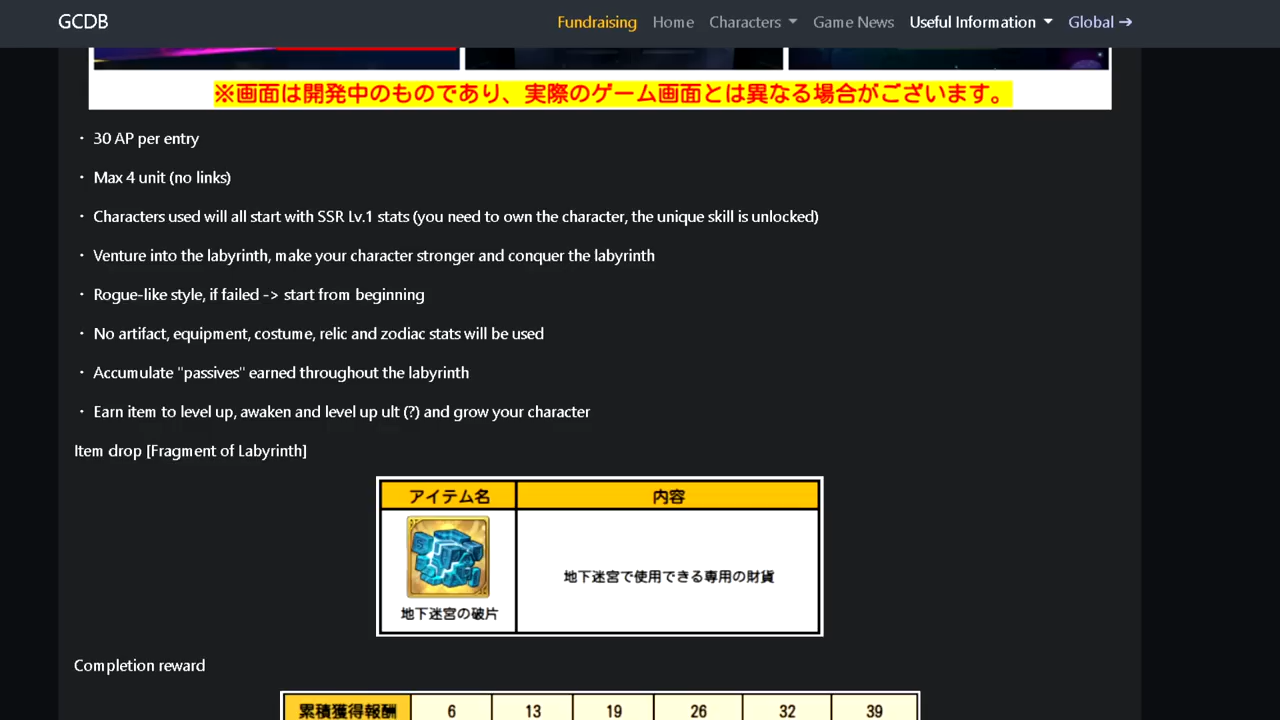 GCDB Fundraising Home Characters Game News Useful Information Global →
※画面は開発中のものであり、実際のゲーム画面とは異なる場合がございます。
・ 30 AP per entry
・ Max 4 unit (no links)
・ Characters used will all start with SSR Lv.1 stats (you need to own the character, the unique skill is unlocked)
・ Venture into the labyrinth, make your character stronger and conquer the labyrinth
・ Rogue-like style, if failed -> start from beginning
・ No artifact, equipment, costume, relic and zodiac stats will be used
・ Accumulate "passives" earned throughout the labyrinth
・ Earn item to level up, awaken and level up ult (?) and grow your character
Item drop [Fragment of Labyrinth]
アイテム名 内容
地下迷宮で使用できる専用の財貨
地下迷宮の破片
Completion reward
累積獲得報酬 6 13 19 26 32 39